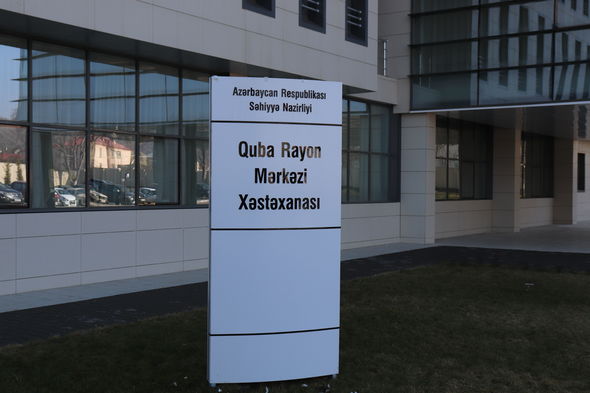 Azərbaycan Respublikası
Səhiyyə Nazirliyi
Quba Rayon
Mərkəzi
Xəstəxanası